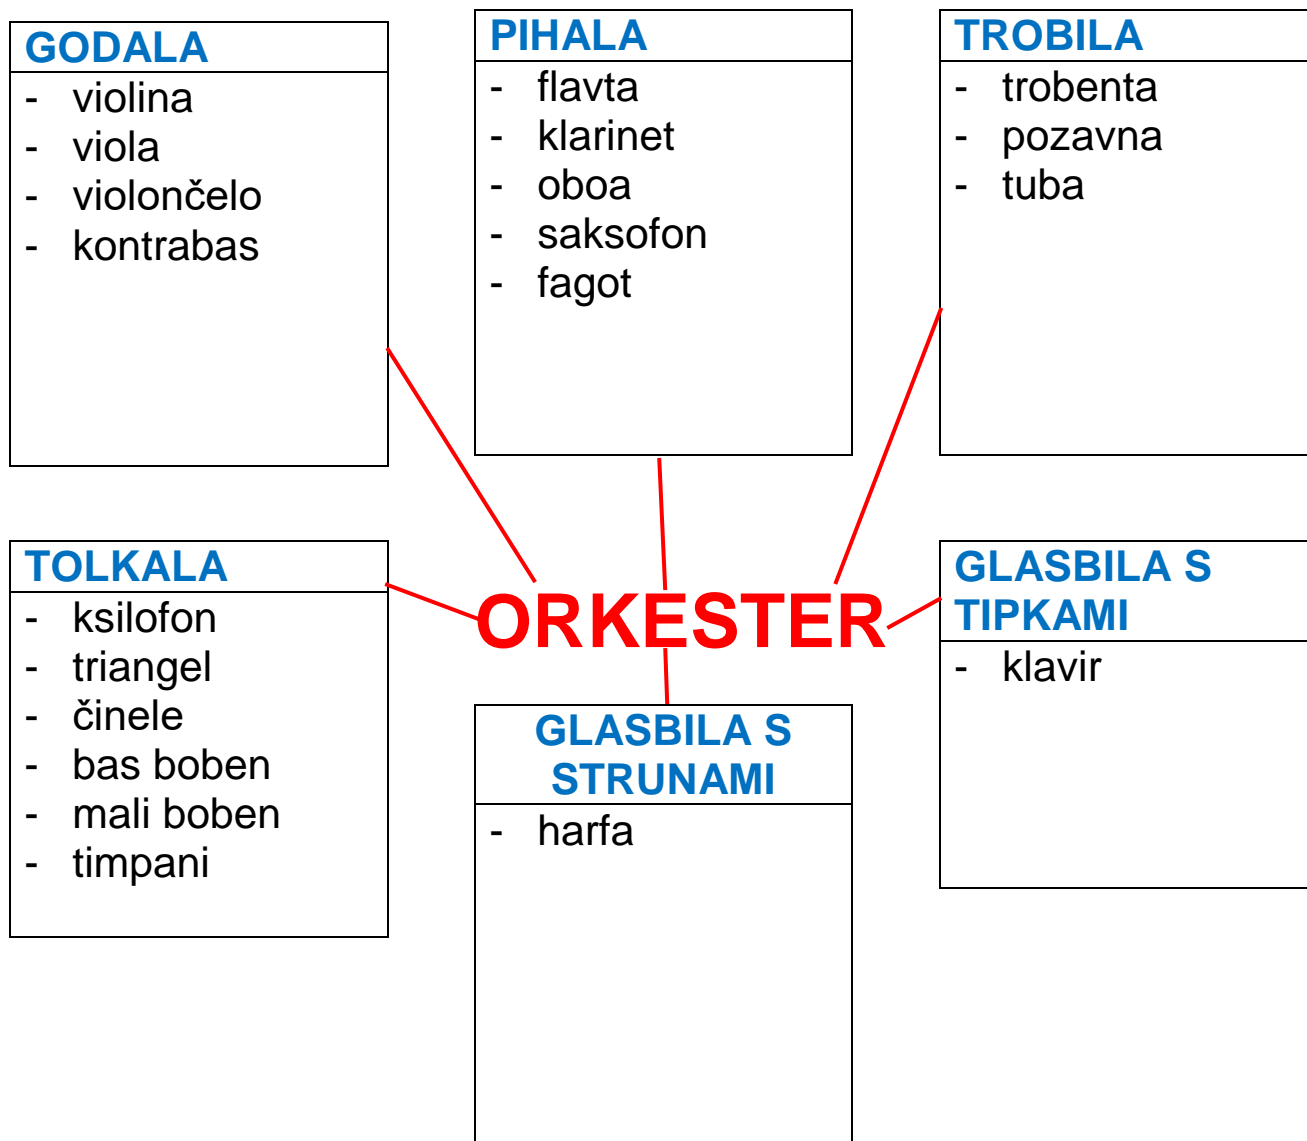 GODALA
- violina
- viola
- violončelo
- kontrabas
PIHALA
- flavta
- klarinet
- oboa
- saksofon
- fagot
TROBILA
- trobenta
- pozavna
- tuba
TOLKALA
- ksilofon
- triangel
- činele
- bas boben
- mali boben
- timpani
ORKESTER
GLASBILA S
STRUNAMI
- harfa
GLASBILA S
TIPKAMI
- klavir